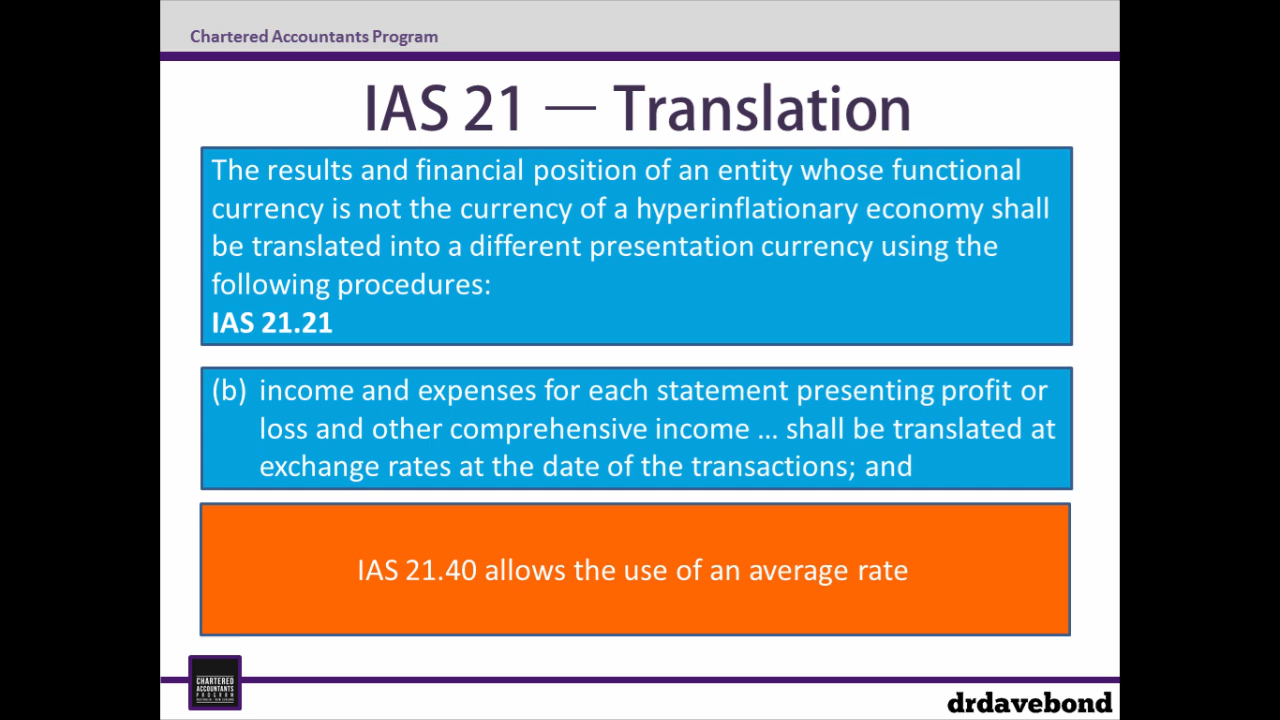 Chartered Accountants Program
IAS 21 — Translation
The results and financial position of an entity whose functional
currency is not the currency of a hyperinflationary economy shall
be translated into a different presentation currency using the
following procedures:
IAS 21.21
(b) income and expenses for each statement presenting profit or
loss and other comprehensive income … shall be translated at
exchange rates at the date of the transactions; and
IAS 21.40 allows the use of an average rate
CHARTERED
ACCOUNTANTS
PROGRAM
drdavebond